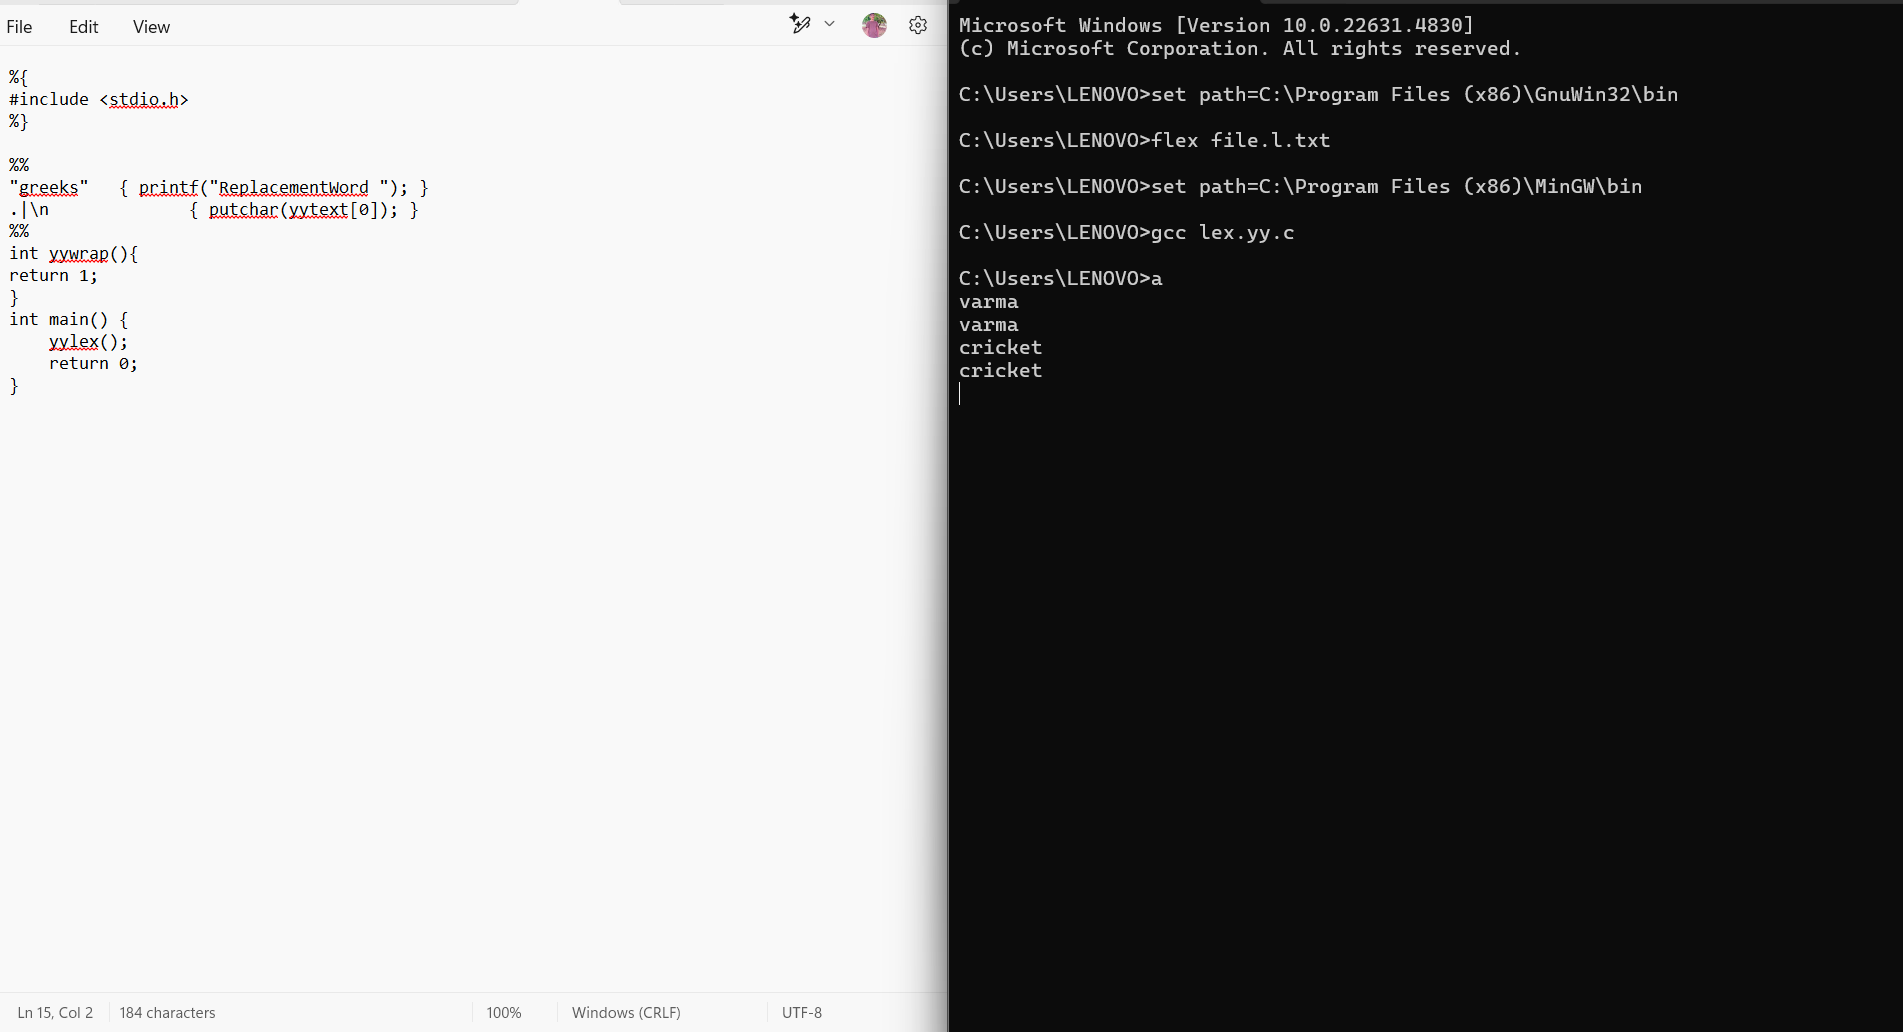 File Edit View
%{
#include <stdio.h>
%}
%%
"greeks" { printf("ReplacementWord "); }
.|\n { putchar(yytext[0]); }
%%
int yywrap(){
return 1;
}
int main() {
yylex();
return 0;
}
Ln 15, Col 2 184 characters 100% Windows (CRLF) UTF-8
Microsoft Windows [Version 10.0.22631.4830]
(c) Microsoft Corporation. All rights reserved.
C:\Users\LENOVO>set path=C:\Program Files (x86)\GnuWin32\bin
C:\Users\LENOVO>flex file.l.txt
C:\Users\LENOVO>set path=C:\Program Files (x86)\MinGW\bin
C:\Users\LENOVO>gcc lex.yy.c
C:\Users\LENOVO>a
varma
varma
cricket
cricket